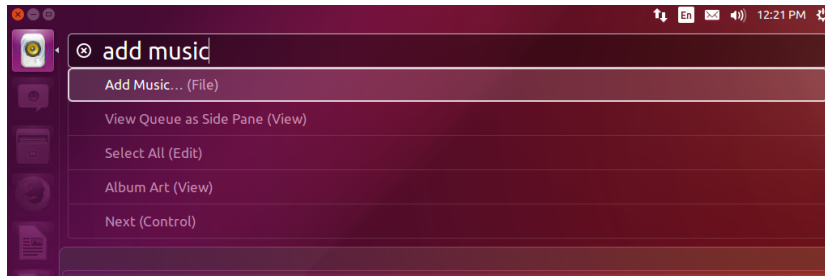 En 12:21 PM
add music
Add Music... (File)
View Queue as Side Pane (View)
Select All (Edit)
Album Art (View)
Next (Control)